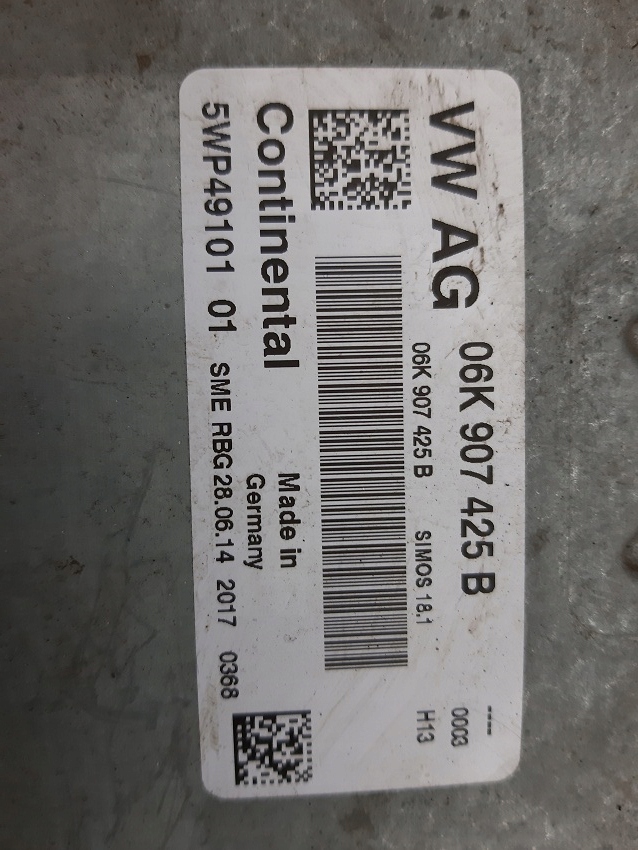 VW AG 06K 907 425 B ----
06K 907 425 B SIMOS 18.1 0003
H13
Continental Made in
Germany
5WP49101 01 SME RBG 28.06.14 2017 0368